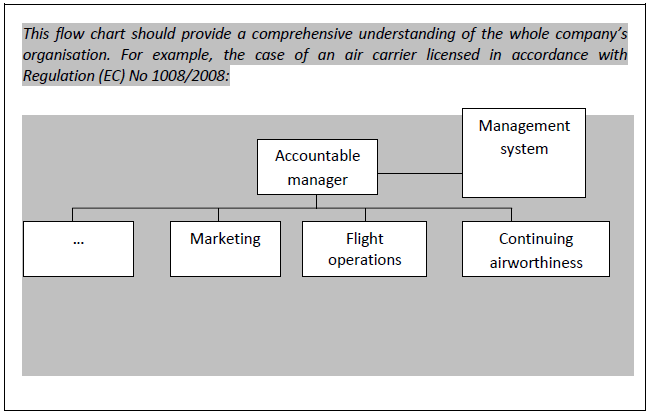 This flow chart should provide a comprehensive understanding of the whole company’s
organisation. For example, the case of an air carrier licensed in accordance with
Regulation (EC) No 1008/2008:
Management
system
Accountable
manager
...
Marketing
Flight
operations
Continuing
airworthiness